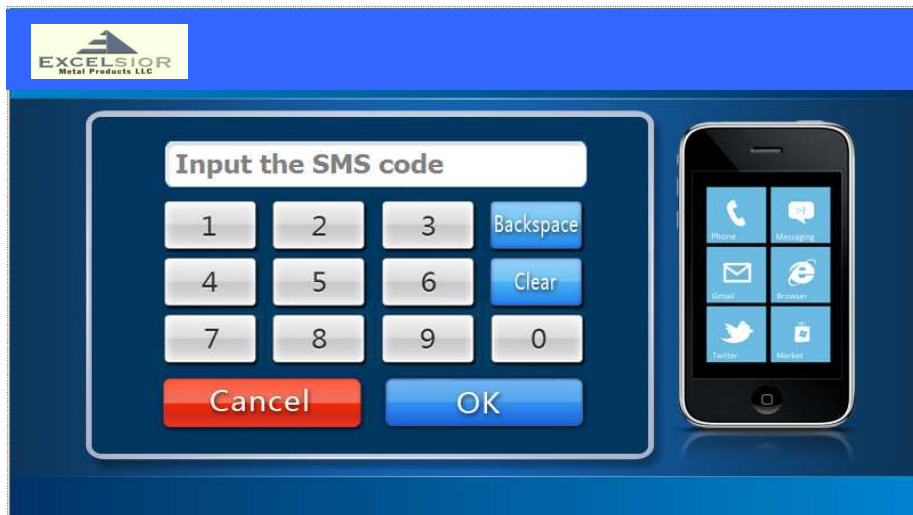 EXCELSIOR
Metal Products LLC
Input the SMS code
1 2 3 Backspace
4 5 6 Clear
7 8 9 0
Cancel OK
Phone Messaging
Gmail Browser
Twitter Market